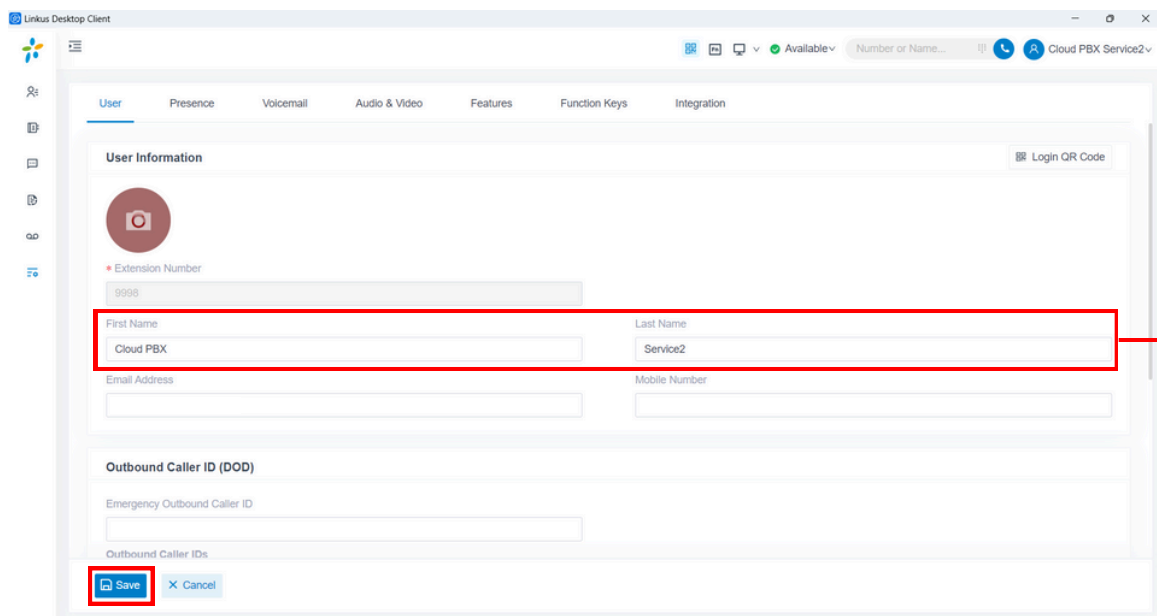 Linkus Desktop Client
Available
Number or Name...
Cloud PBX Service2
User Presence Voicemail Audio & Video Features Function Keys Integration
User Information
Login QR Code
* Extension Number
9998
First Name Last Name
Cloud PBX Service2
Email Address Mobile Number
Outbound Caller ID (DOD)
Emergency Outbound Caller ID
Outbound Caller IDs
Save Cancel